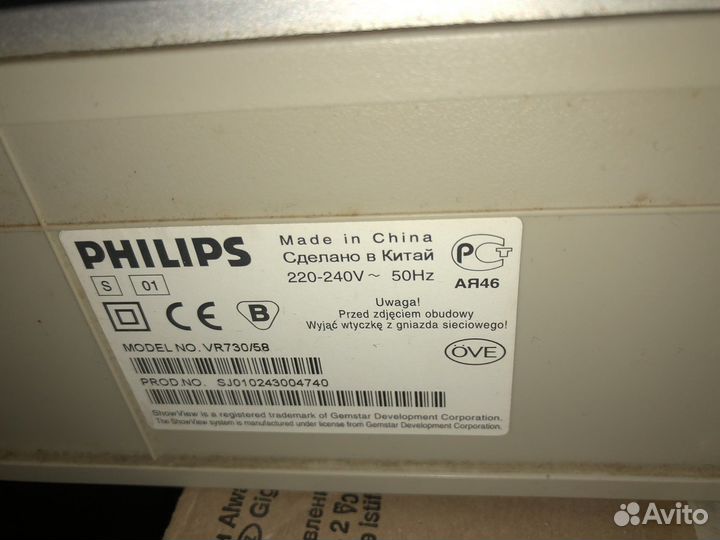 PHILIPS
Made in China
Сделано в Китай
220-240V ~ 50Hz
РСТ
АЯ46
S 01
CE B
Uwaga!
Przed zdjęciem obudowy
Wyjąć wtyczkę z gniazda sieciowego!
MODEL NO. VR730/58
ÖVE
PROD.NO. SJ010243004740
ShowView is a registered trademark of Gemstar Development Corporation.
The ShowView system is manufactured under license from Gemstar Development Corporation.
Avito